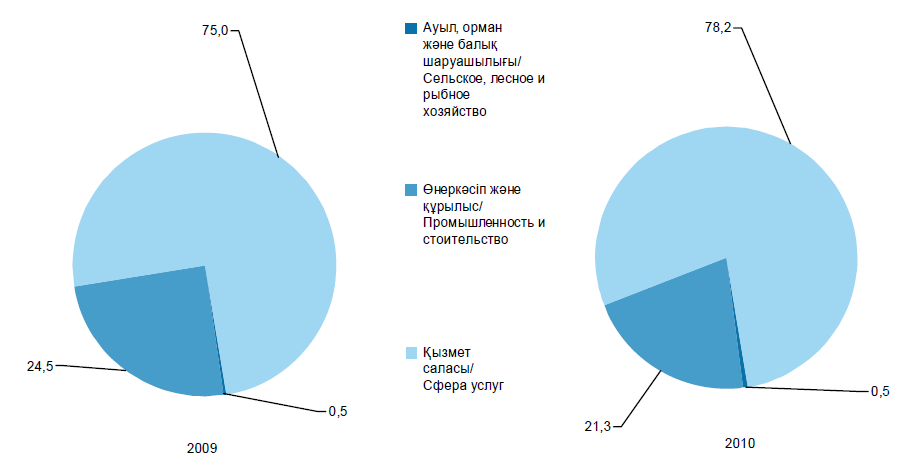 75,0
24,5
0,5
2009
Ауыл, орман
және балық
шаруашылығы/
Сельское, лесное и
рыбное
хозяйство
Өнеркәсіп және
құрылыс/
Промышленность и
стоительство
Қызмет
саласы/
Сфера услуг
78,2
0,5
21,3
2010